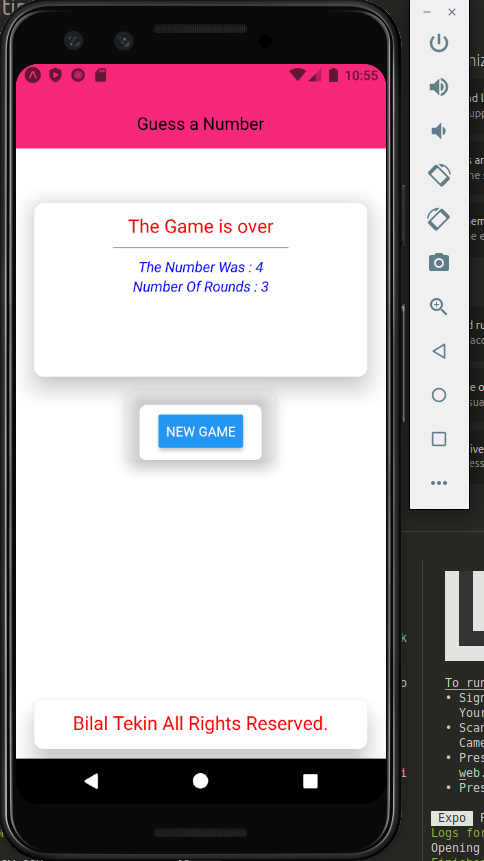 10:55
Guess a Number
The Game is over
The Number Was : 4
Number Of Rounds : 3
NEW GAME
Bilal Tekin All Rights Reserved.
To run
• Sign
Your
• Scan
Came
• Pres
web.
• Pres
Expo
Logs for
Opening